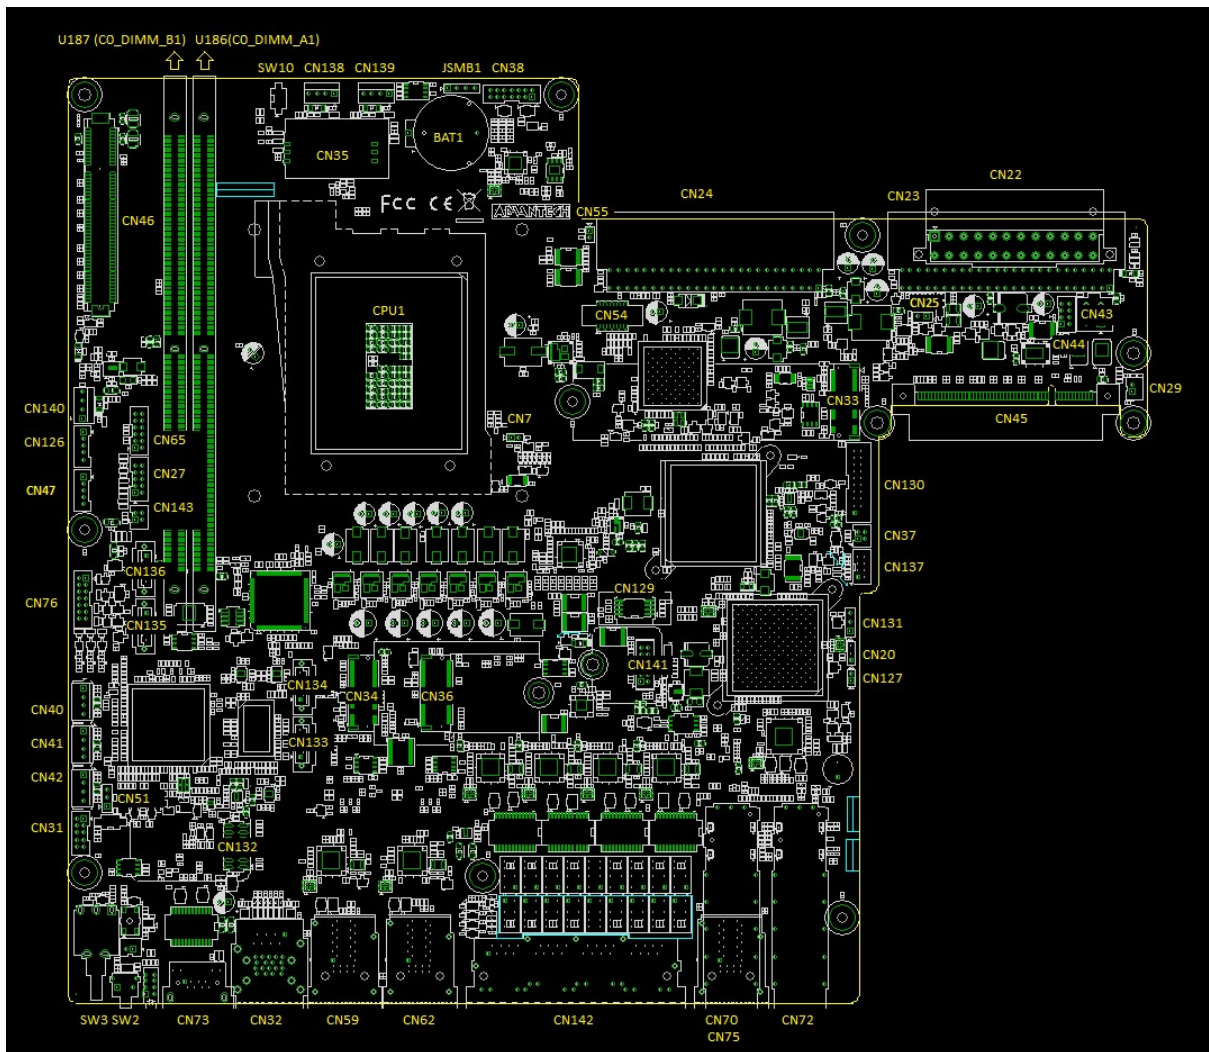 U187 (C0_DIMM_B1) U186(C0_DIMM_A1)
SW10 CN138 CN139 JSMB1 CN38
BAT1
CN35
CN46
FCC CE
ADVANTECH
CN55
CN24
CN23
CN22
CPU1
CN54
CN25
CN43
CN44
CN33
CN29
CN45
CN140
CN126
CN47
CN65
CN27
CN143
CN7
CN130
CN37
CN137
CN136
CN76
CN135
CN129
CN131
CN20
CN127
CN141
CN134
CN34
CN36
CN40
CN41
CN133
CN42
CN51
CN31
CN132
SW3 SW2 CN73 CN32 CN59 CN62 CN142 CN70 CN72
CN75